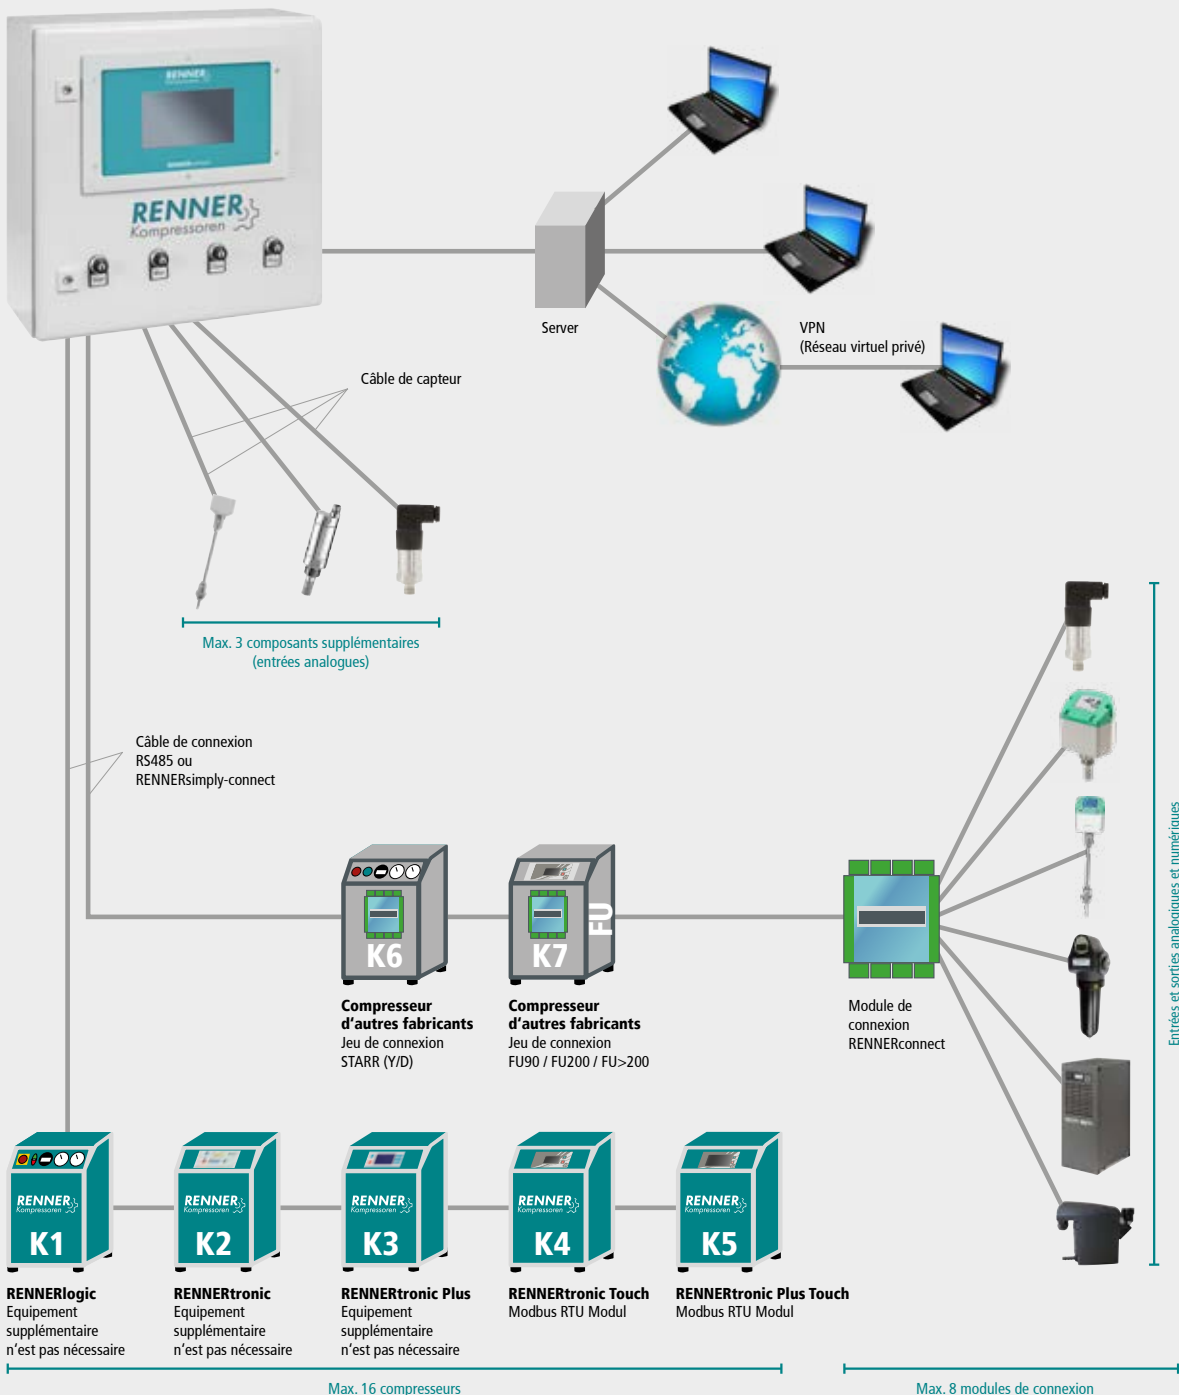 RENNER
RENNER
Kompressoren
Server
VPN
(Réseau virtuel privé)
Câble de capteur
Max. 3 composants supplémentaires
(entrées analogues)
Câble de connexion
RS485 ou
RENNERsimply-connect
K6
K7
FU
Compresseur
d‘autres fabricants
Jeu de connexion
STARR (Y/D)
Compresseur
d‘autres fabricants
Jeu de connexion
FU90 / FU200 / FU>200
Module de
connexion
RENNERconnect
Entrées et sorties analogiques et numériques
RENNER
Kompressoren
K1
RENNER
Kompressoren
K2
RENNER
Kompressoren
K3
RENNER
Kompressoren
K4
RENNER
Kompressoren
K5
RENNERlogic
Equipement
supplémentaire
n‘est pas nécessaire
RENNERtronic
Equipement
supplémentaire
n‘est pas nécessaire
RENNERtronic Plus
Equipement
supplémentaire
n‘est pas nécessaire
RENNERtronic Touch
Modbus RTU Modul
RENNERtronic Plus Touch
Modbus RTU Modul
Max. 16 compresseurs
Max. 8 modules de connexion